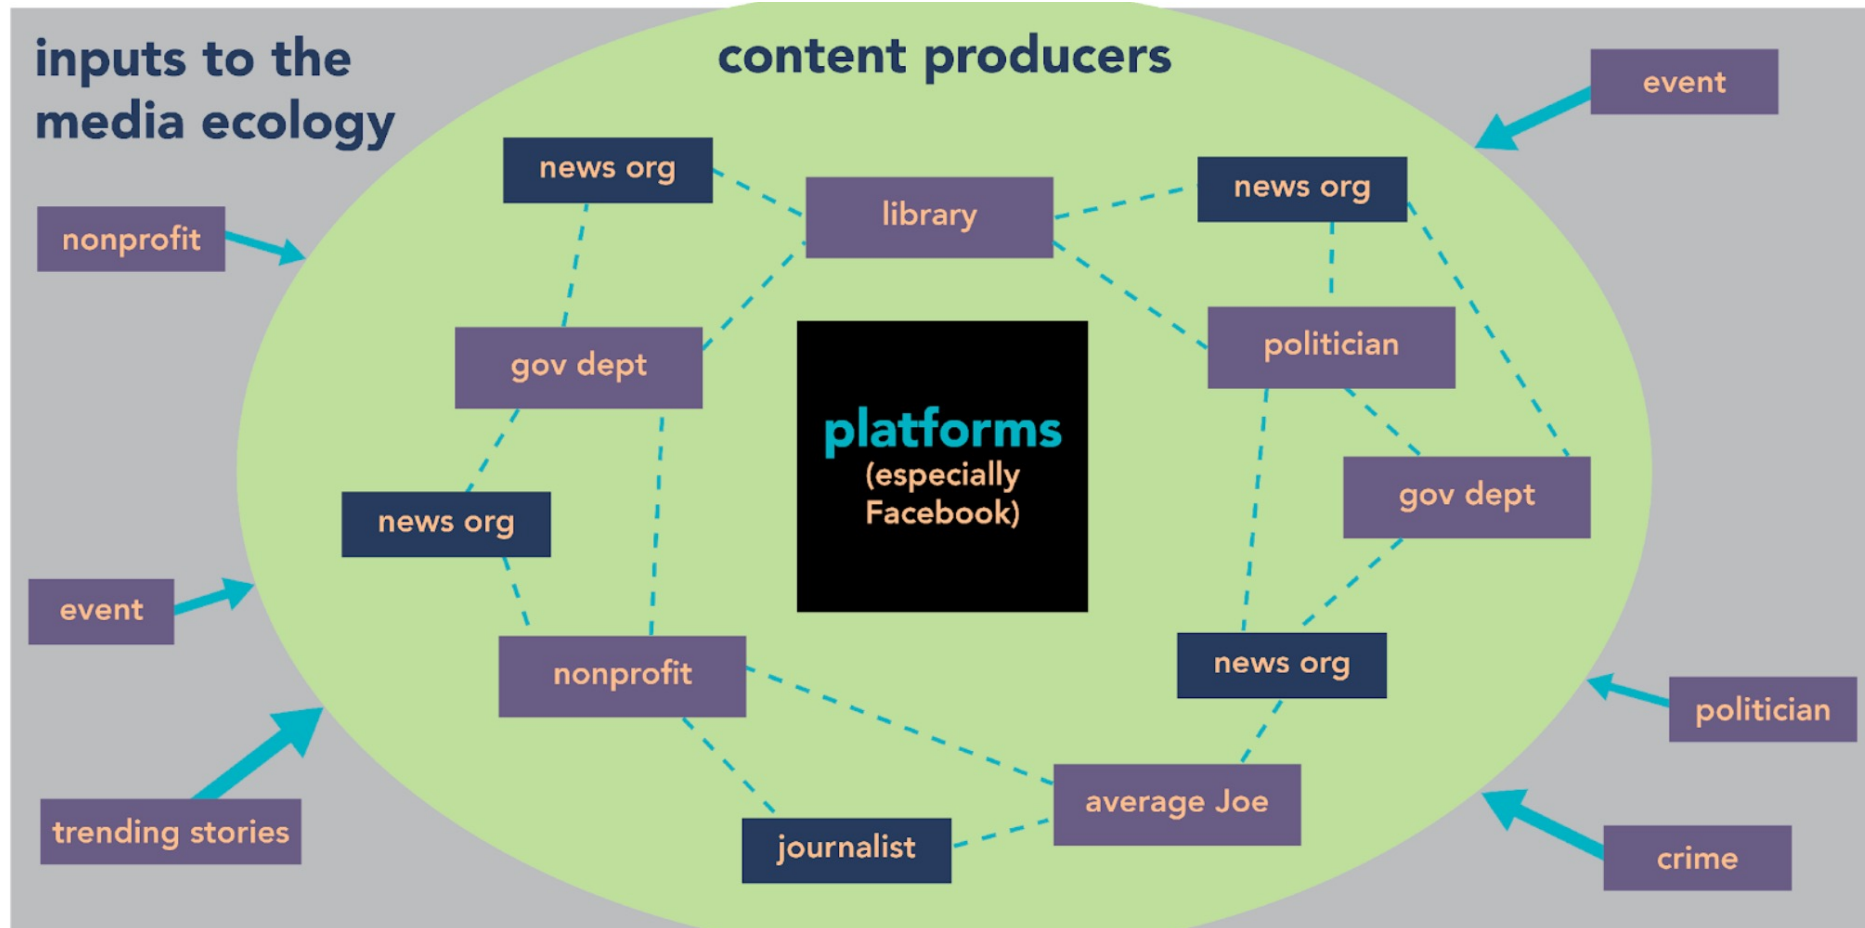 inputs to the
media ecology
content producers
event
news org
news org
library
nonprofit
politician
gov dept
platforms
(especially
Facebook)
gov dept
news org
event
nonprofit
news org
politician
average Joe
trending stories
journalist
crime